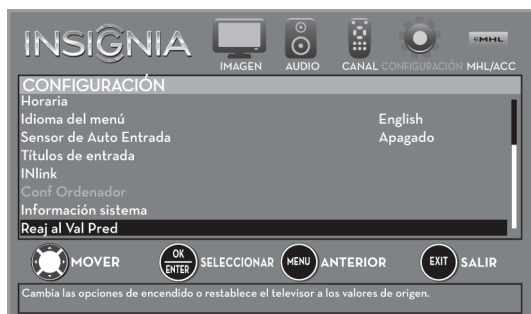 INSIGNIA
IMAGEN AUDIO CANAL CONFIGURACIÓN MHL/ACC
MHL
CONFIGURACIÓN
Horaria
Idioma del menú English
Sensor de Auto Entrada Apagado
Títulos de entrada
INlink
Conf Ordenador
Información sistema
Reaj al Val Pred
MOVER OK ENTER SELECCIONAR MENU ANTERIOR EXIT SALIR
Cambia las opciones de encendido o restablece el televisor a los valores de origen.